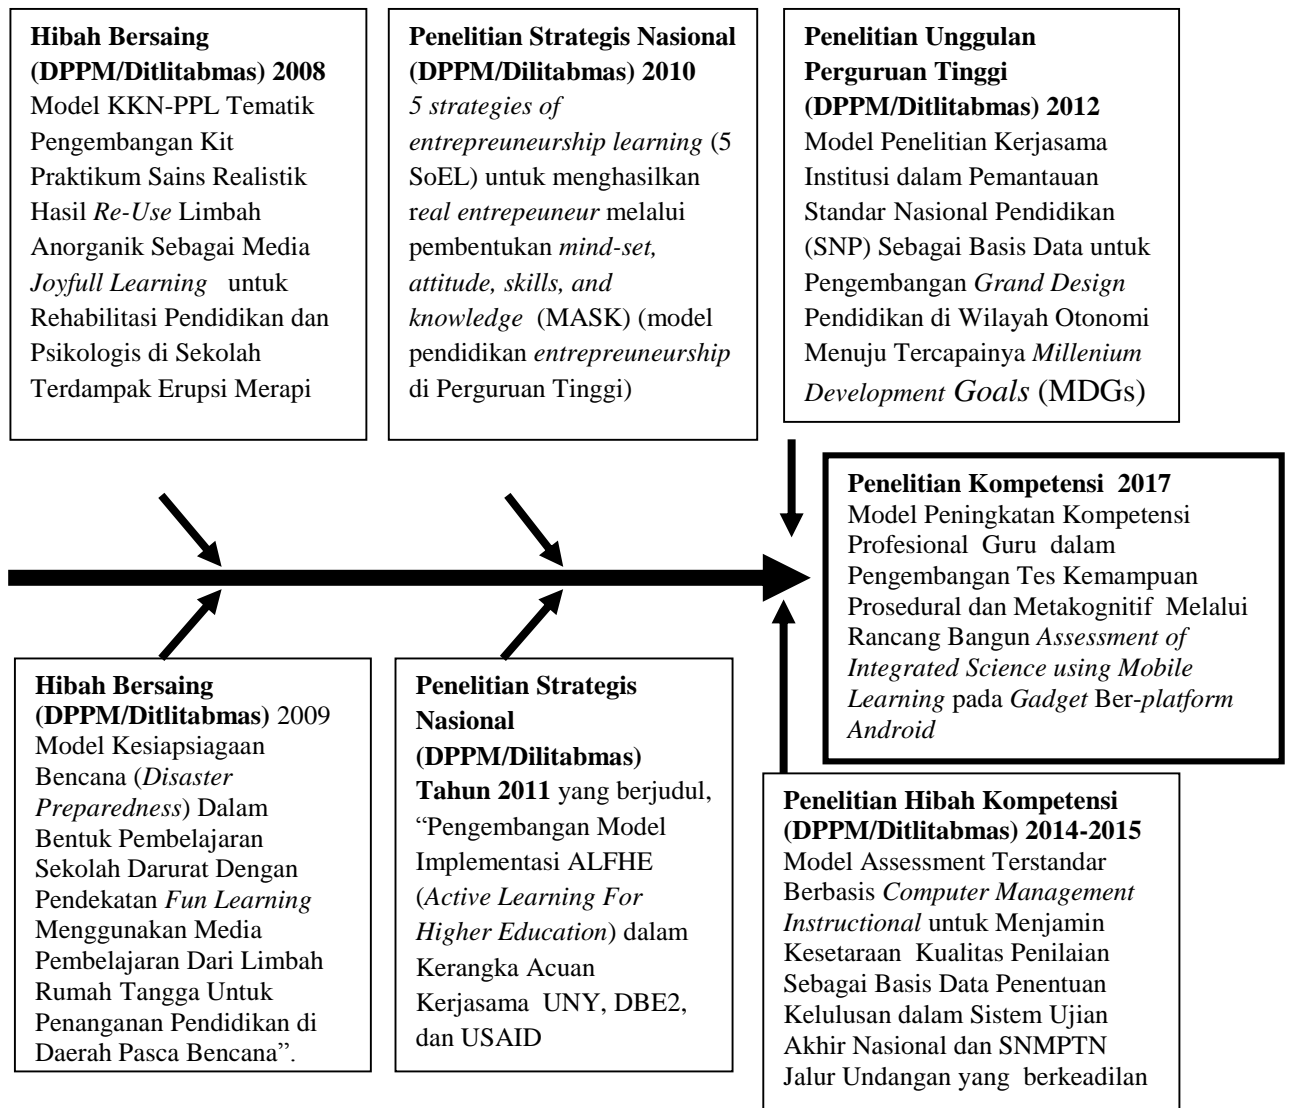 Hibah Bersaing
(DPPM/Ditlitabmas) 2008
Model KKN-PPL Tematik
Pengembangan Kit
Praktikum Sains Realistik
Hasil Re-Use Limbah
Anorganik Sebagai Media
Joyfull Learning untuk
Rehabilitasi Pendidikan dan
Psikologis di Sekolah
Terdampak Erupsi Merapi
Penelitian Strategis Nasional
(DPPM/Dilitabmas) 2010
5 strategies of
entrepreuneurship learning (5
SoEL) untuk menghasilkan
real entrepeuneur melalui
pembentukan mind-set,
attitude, skills, and
knowledge (MASK) (model
pendidikan entrepreuneurship
di Perguruan Tinggi)
Penelitian Unggulan
Perguruan Tinggi
(DPPM/Ditlitabmas) 2012
Model Penelitian Kerjasama
Institusi dalam Pemantauan
Standar Nasional Pendidikan
(SNP) Sebagai Basis Data untuk
Pengembangan Grand Design
Pendidikan di Wilayah Otonomi
Menuju Tercapainya Millenium
Development Goals (MDGs)
Penelitian Kompetensi 2017
Model Peningkatan Kompetensi
Profesional Guru dalam
Pengembangan Tes Kemampuan
Prosedural dan Metakognitif Melalui
Rancang Bangun Assessment of
Integrated Science using Mobile
Learning pada Gadget Ber-platform
Android
Hibah Bersaing
(DPPM/Ditlitabmas) 2009
Model Kesiapsiagaan
Bencana (Disaster
Preparedness) Dalam
Bentuk Pembelajaran
Sekolah Darurat Dengan
Pendekatan Fun Learning
Menggunakan Media
Pembelajaran Dari Limbah
Rumah Tangga Untuk
Penanganan Pendidikan di
Daerah Pasca Bencana”.
Penelitian Strategis
Nasional
(DPPM/Dilitabmas)
Tahun 2011 yang berjudul,
“Pengembangan Model
Implementasi ALFHE
(Active Learning For
Higher Education) dalam
Kerangka Acuan
Kerjasama UNY, DBE2,
dan USAID
Penelitian Hibah Kompetensi
(DPPM/Ditlitabmas) 2014-2015
Model Assessment Terstandar
Berbasis Computer Management
Instructional untuk Menjamin
Kesetaraan Kualitas Penilaian
Sebagai Basis Data Penentuan
Kelulusan dalam Sistem Ujian
Akhir Nasional dan SNMPTN
Jalur Undangan yang berkeadilan